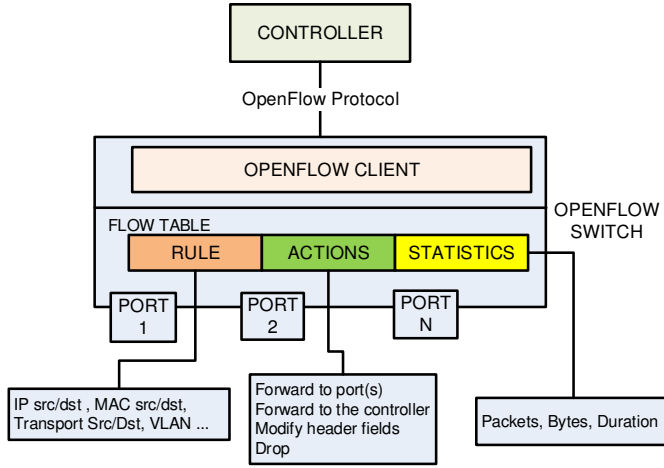 CONTROLLER
OpenFlow Protocol
OPENFLOW CLIENT
OPENFLOW
SWITCH
FLOW TABLE
RULE
ACTIONS
STATISTICS
PORT
1
PORT
2
PORT
N
IP src/dst , MAC src/dst,
Transport Src/Dst, VLAN ...
Forward to port(s)
Forward to the controller
Modify header fields
Drop
Packets, Bytes, Duration